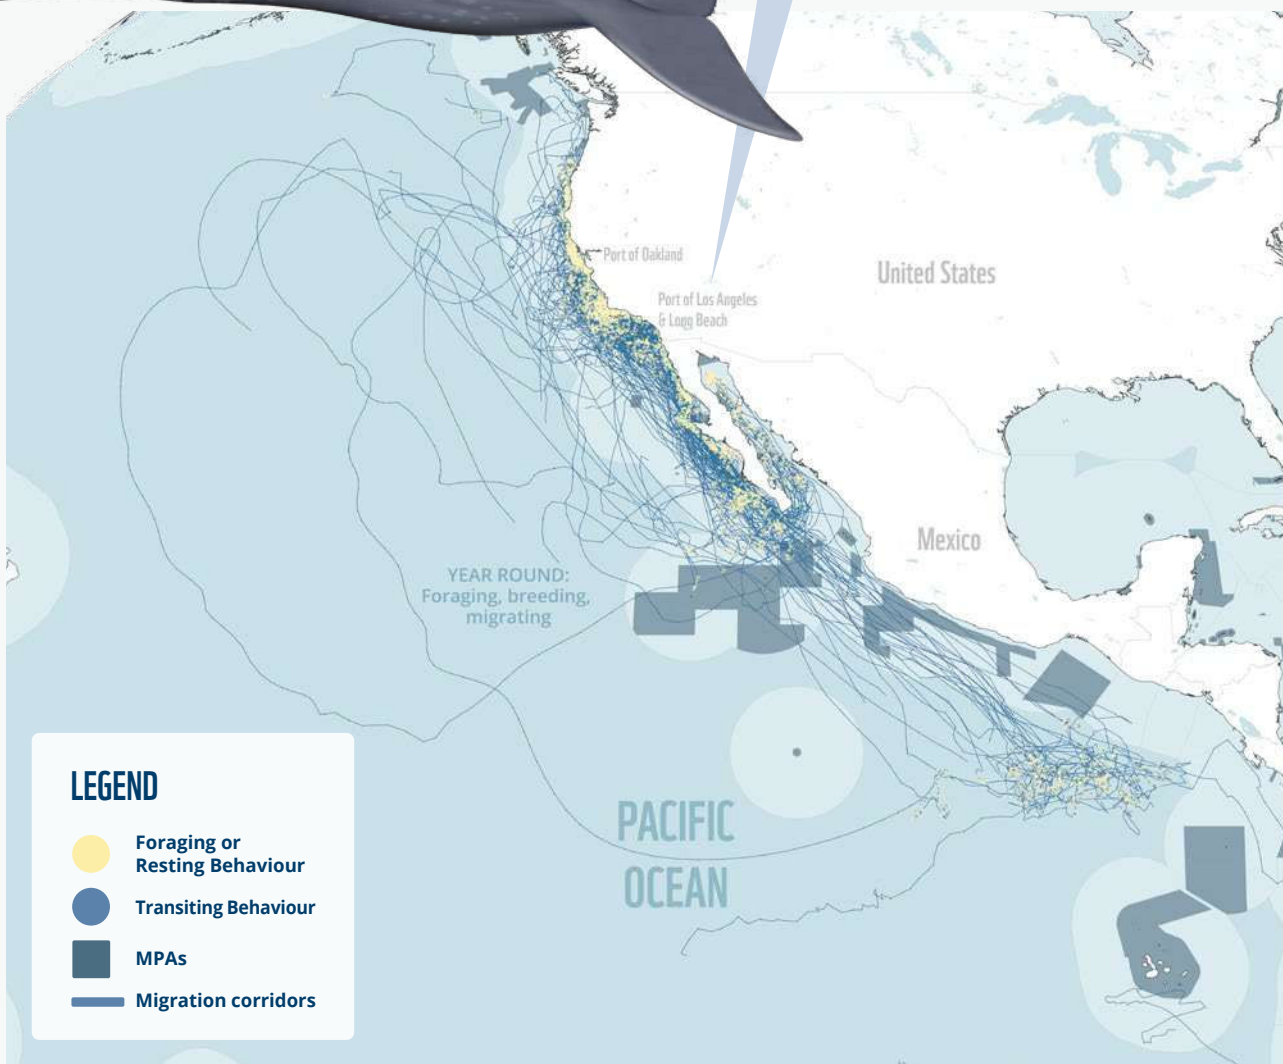 Port of Oakland
United States
Port of Los Angeles
& Logg Beach
Mexico
YEAR ROUND:
Foraging, breeding,
migrating
PACIFIC
OCEAN
LEGEND
Foraging or
Resting Behaviour
Transiting Behaviour
MPAs
Migration corridors